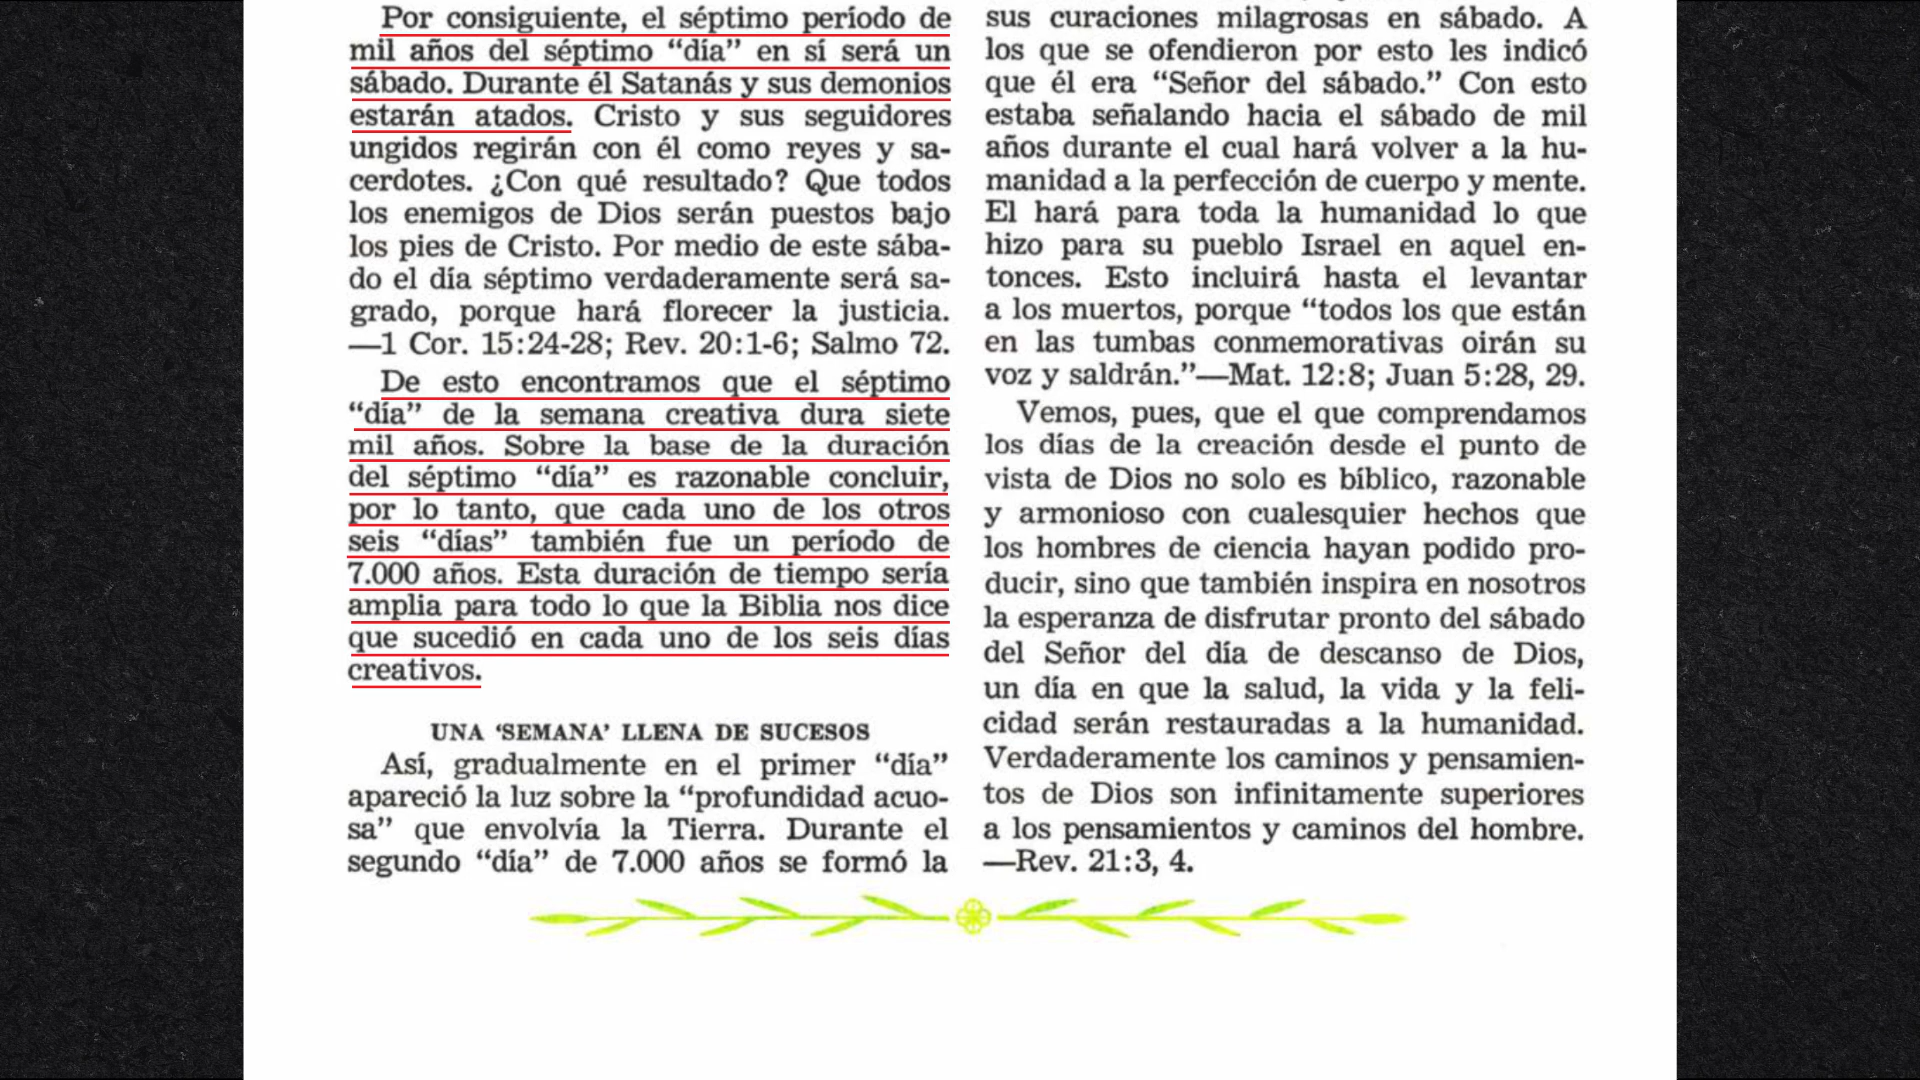 Por consiguiente, el séptimo período de
mil años del séptimo “día” en sí será un
sábado. Durante él Satanás y sus demonios
estarán atados. Cristo y sus seguidores
ungidos regirán con él como reyes y sa-
cerdotes. ¿Con qué resultado? Que todos
los enemigos de Dios serán puestos bajo
los pies de Cristo. Por medio de este sába-
do el día séptimo verdaderamente será sa-
grado, porque hará florecer la justicia.
—1 Cor. 15:24-28; Rev. 20:1-6; Salmo 72.
De esto encontramos que el séptimo
“día” de la semana creativa dura siete
mil años. Sobre la base de la duración
del séptimo “día” es razonable concluir,
por lo tanto, que cada uno de los otros
seis “días” también fue un período de
7.000 años. Esta duración de tiempo sería
amplia para todo lo que la Biblia nos dice
que sucedió en cada uno de los seis días
creativos.
UNA ‘SEMANA’ LLENA DE SUCESOS
Así, gradualmente en el primer “día”
apareció la luz sobre la “profundidad acuo-
sa” que envolvía la Tierra. Durante el
segundo “día” de 7.000 años se formó la
sus curaciones milagrosas en sábado. A
los que se ofendieron por esto les indicó
que él era “Señor del sábado.” Con esto
estaba señalando hacia el sábado de mil
años durante el cual hará volver a la hu-
manidad a la perfección de cuerpo y mente.
El hará para toda la humanidad lo que
hizo para su pueblo Israel en aquel en-
tonces. Esto incluirá hasta el levantar
a los muertos, porque “todos los que están
en las tumbas conmemorativas oirán su
voz y saldrán.”—Mat. 12:8; Juan 5:28, 29.
Vemos, pues, que el que comprendamos
los días de la creación desde el punto de
vista de Dios no solo es bíblico, razonable
y armonioso con cualesquier hechos que
los hombres de ciencia hayan podido pro-
ducir, sino que también inspira en nosotros
la esperanza de disfrutar pronto del sábado
del Señor del día de descanso de Dios,
un día en que la salud, la vida y la feli-
cidad serán restauradas a la humanidad.
Verdaderamente los caminos y pensamien-
tos de Dios son infinitamente superiores
a los pensamientos y caminos del hombre.
—Rev. 21:3, 4.